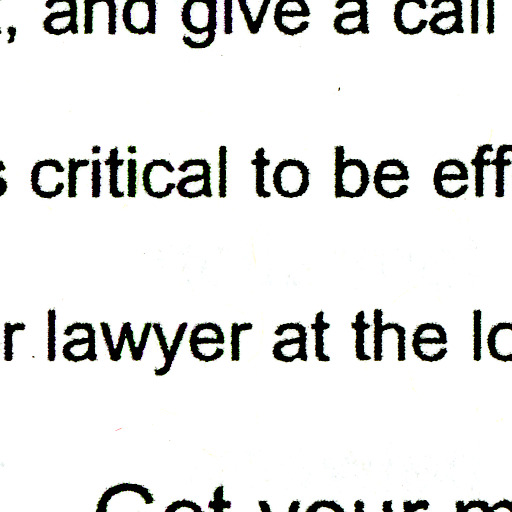 , and give a call
s critical to be eff
r lawyer at the lo
Get your m